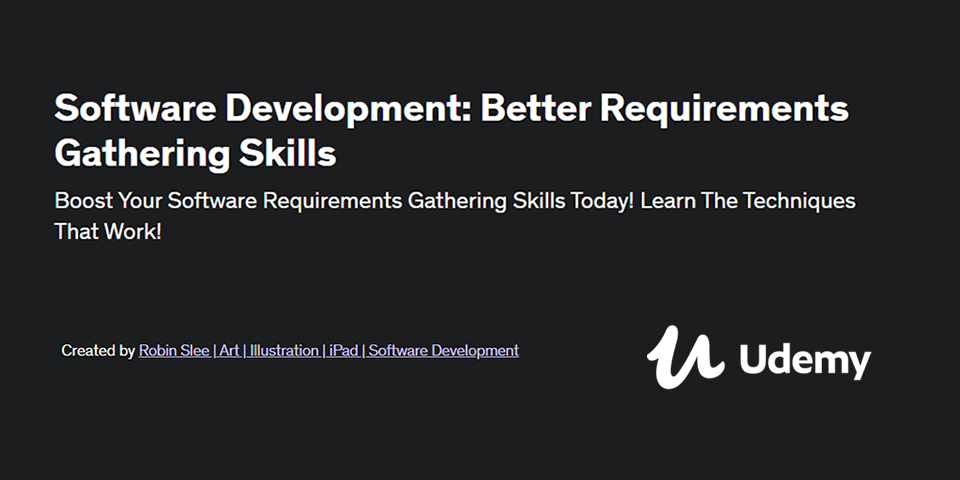 Software Development: Better Requirements
Gathering Skills
Boost Your Software Requirements Gathering Skills Today! Learn The Techniques
That Work!
Created by Robin Slee | Art | Illustration | iPad | Software Development
Udemy